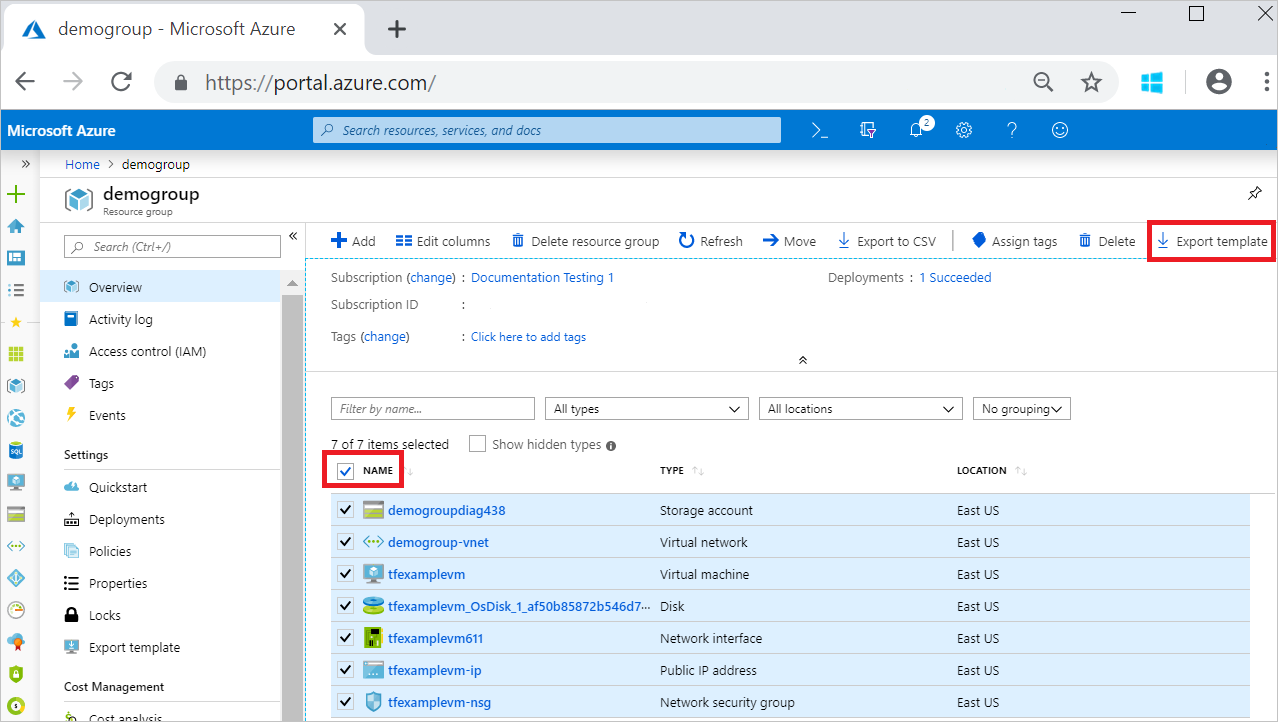 demogroup - Microsoft Azure
https://portal.azure.com/
Microsoft Azure
Search resources, services, and docs
2
Home > demogroup
demogroup
Resource group
Search (Ctrl+/)
Overview
Activity log
Access control (IAM)
Tags
Events
Settings
Quickstart
Deployments
Policies
Properties
Locks
Export template
Cost Management
Cost analysis
Add Edit columns Delete resource group Refresh Move Export to CSV Assign tags Delete Export template
Subscription (change) : Documentation Testing 1 Deployments : 1 Succeeded
Subscription ID :
Tags (change) : Click here to add tags
Filter by name... All types All locations No grouping
7 of 7 items selected Show hidden types
NAME TYPE LOCATION
demogroupdiag438 Storage account East US
demogroup-vnet Virtual network East US
tfexamplevm Virtual machine East US
tfexamplevm_OsDisk_1_af50b85872b546d7... Disk East US
tfexamplevm611 Network interface East US
tfexamplevm-ip Public IP address East US
tfexamplevm-nsg Network security group East US